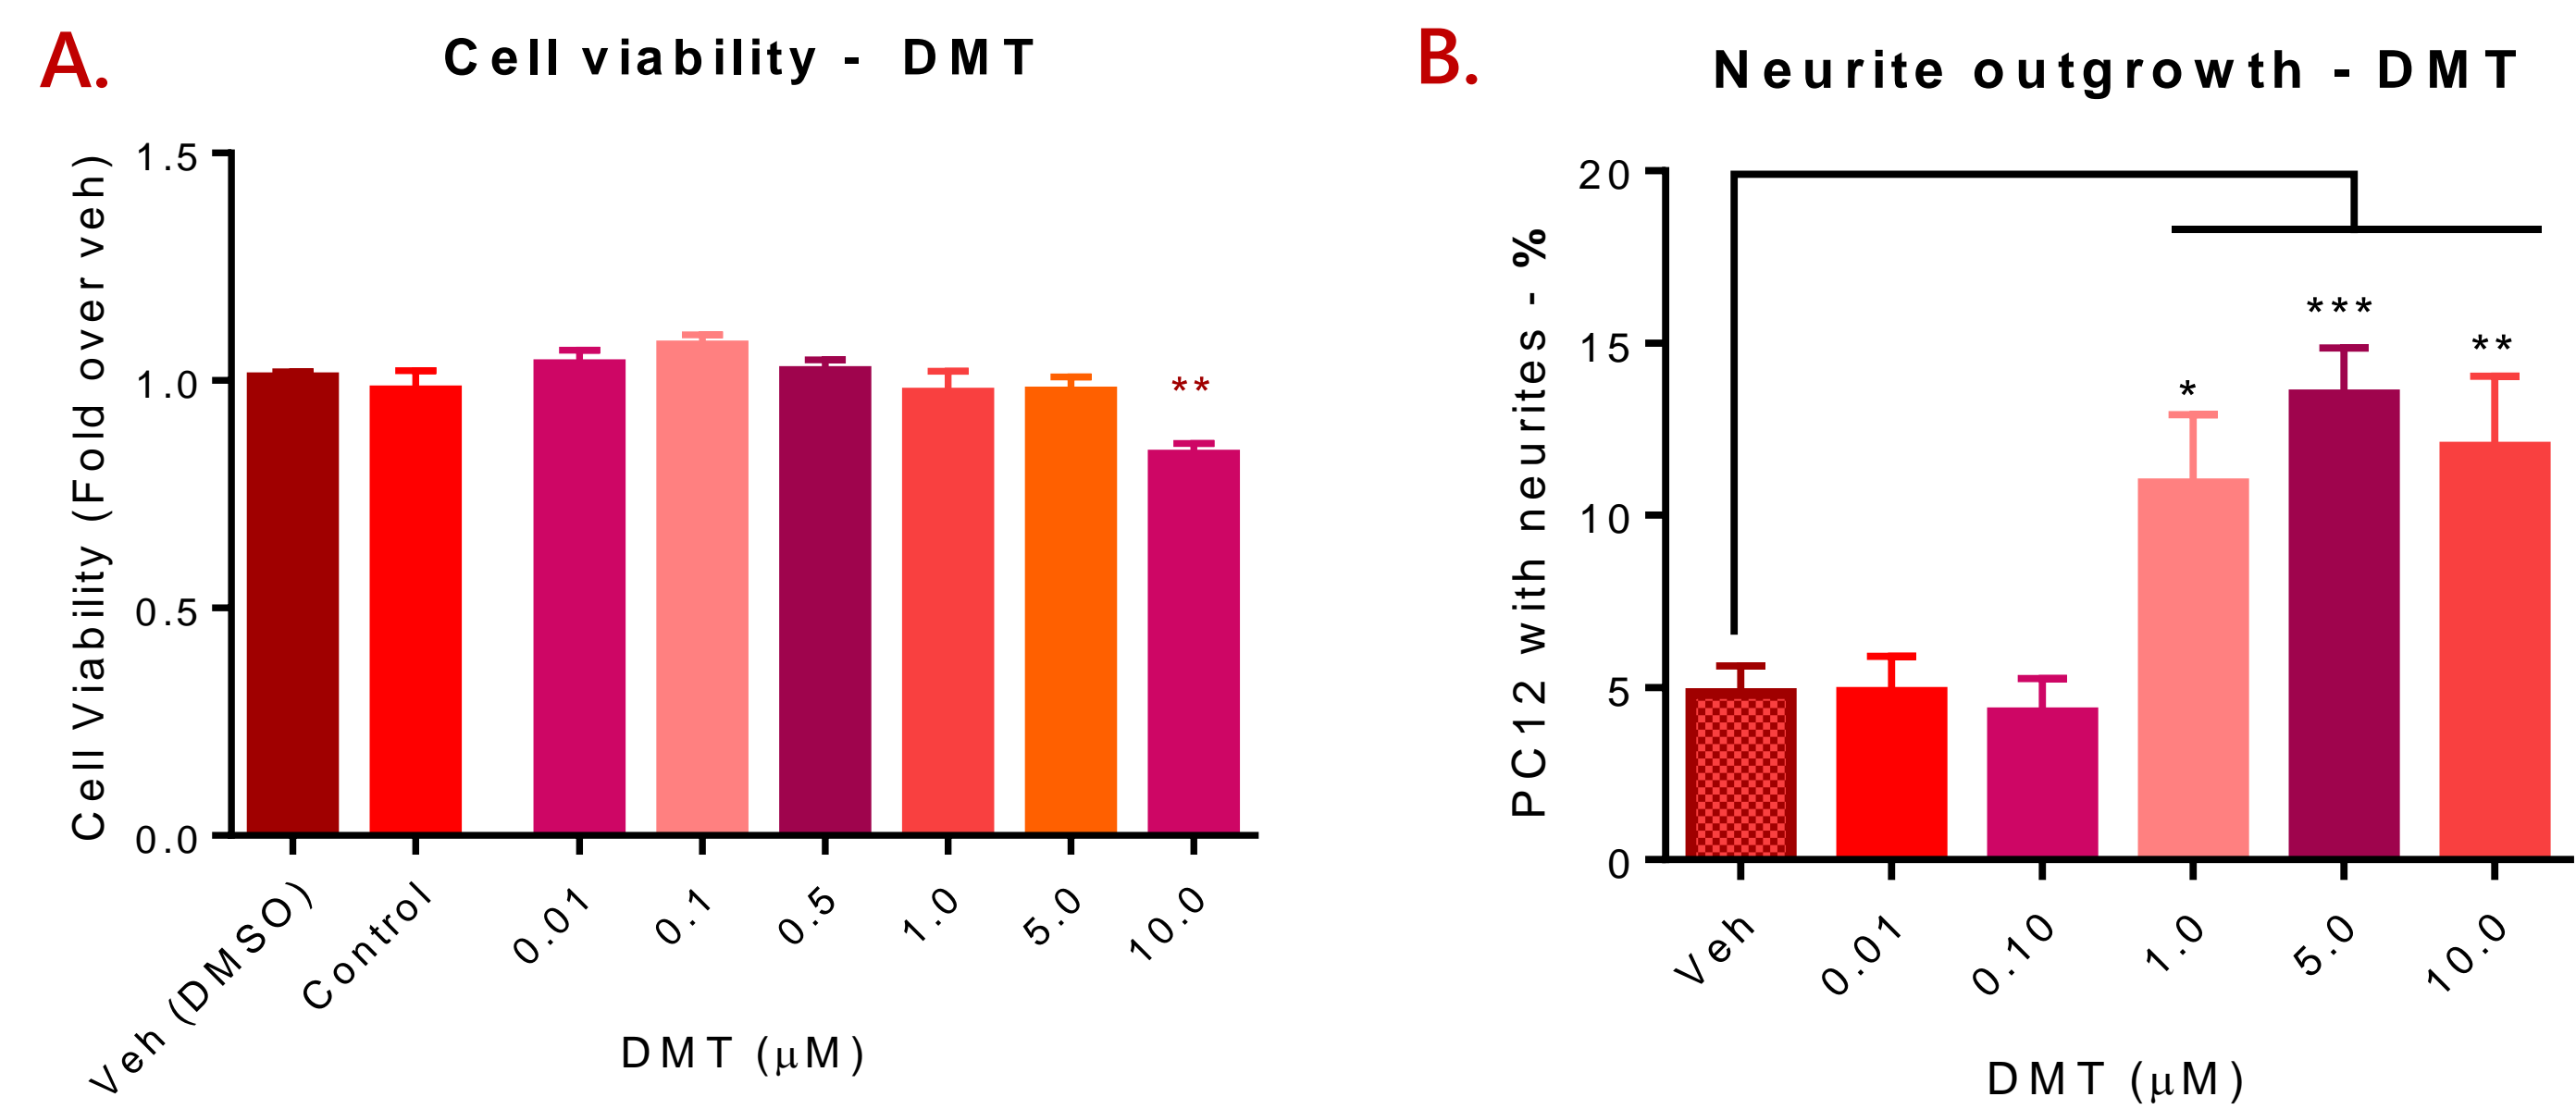 A.
Cell viability - DMT
Cell Viability (Fold over veh)
1.5
1.0
0.5
0.0
**
Veh (DMSO)
Control
0.01
0.1
0.5
1.0
5.0
10.0
DMT (μM)
B.
Neurite outgrowth - DMT
PC12 with neurites - %
20
15
10
5
0
*
***
**
Veh
0.01
0.10
1.0
5.0
10.0
DMT (μM)